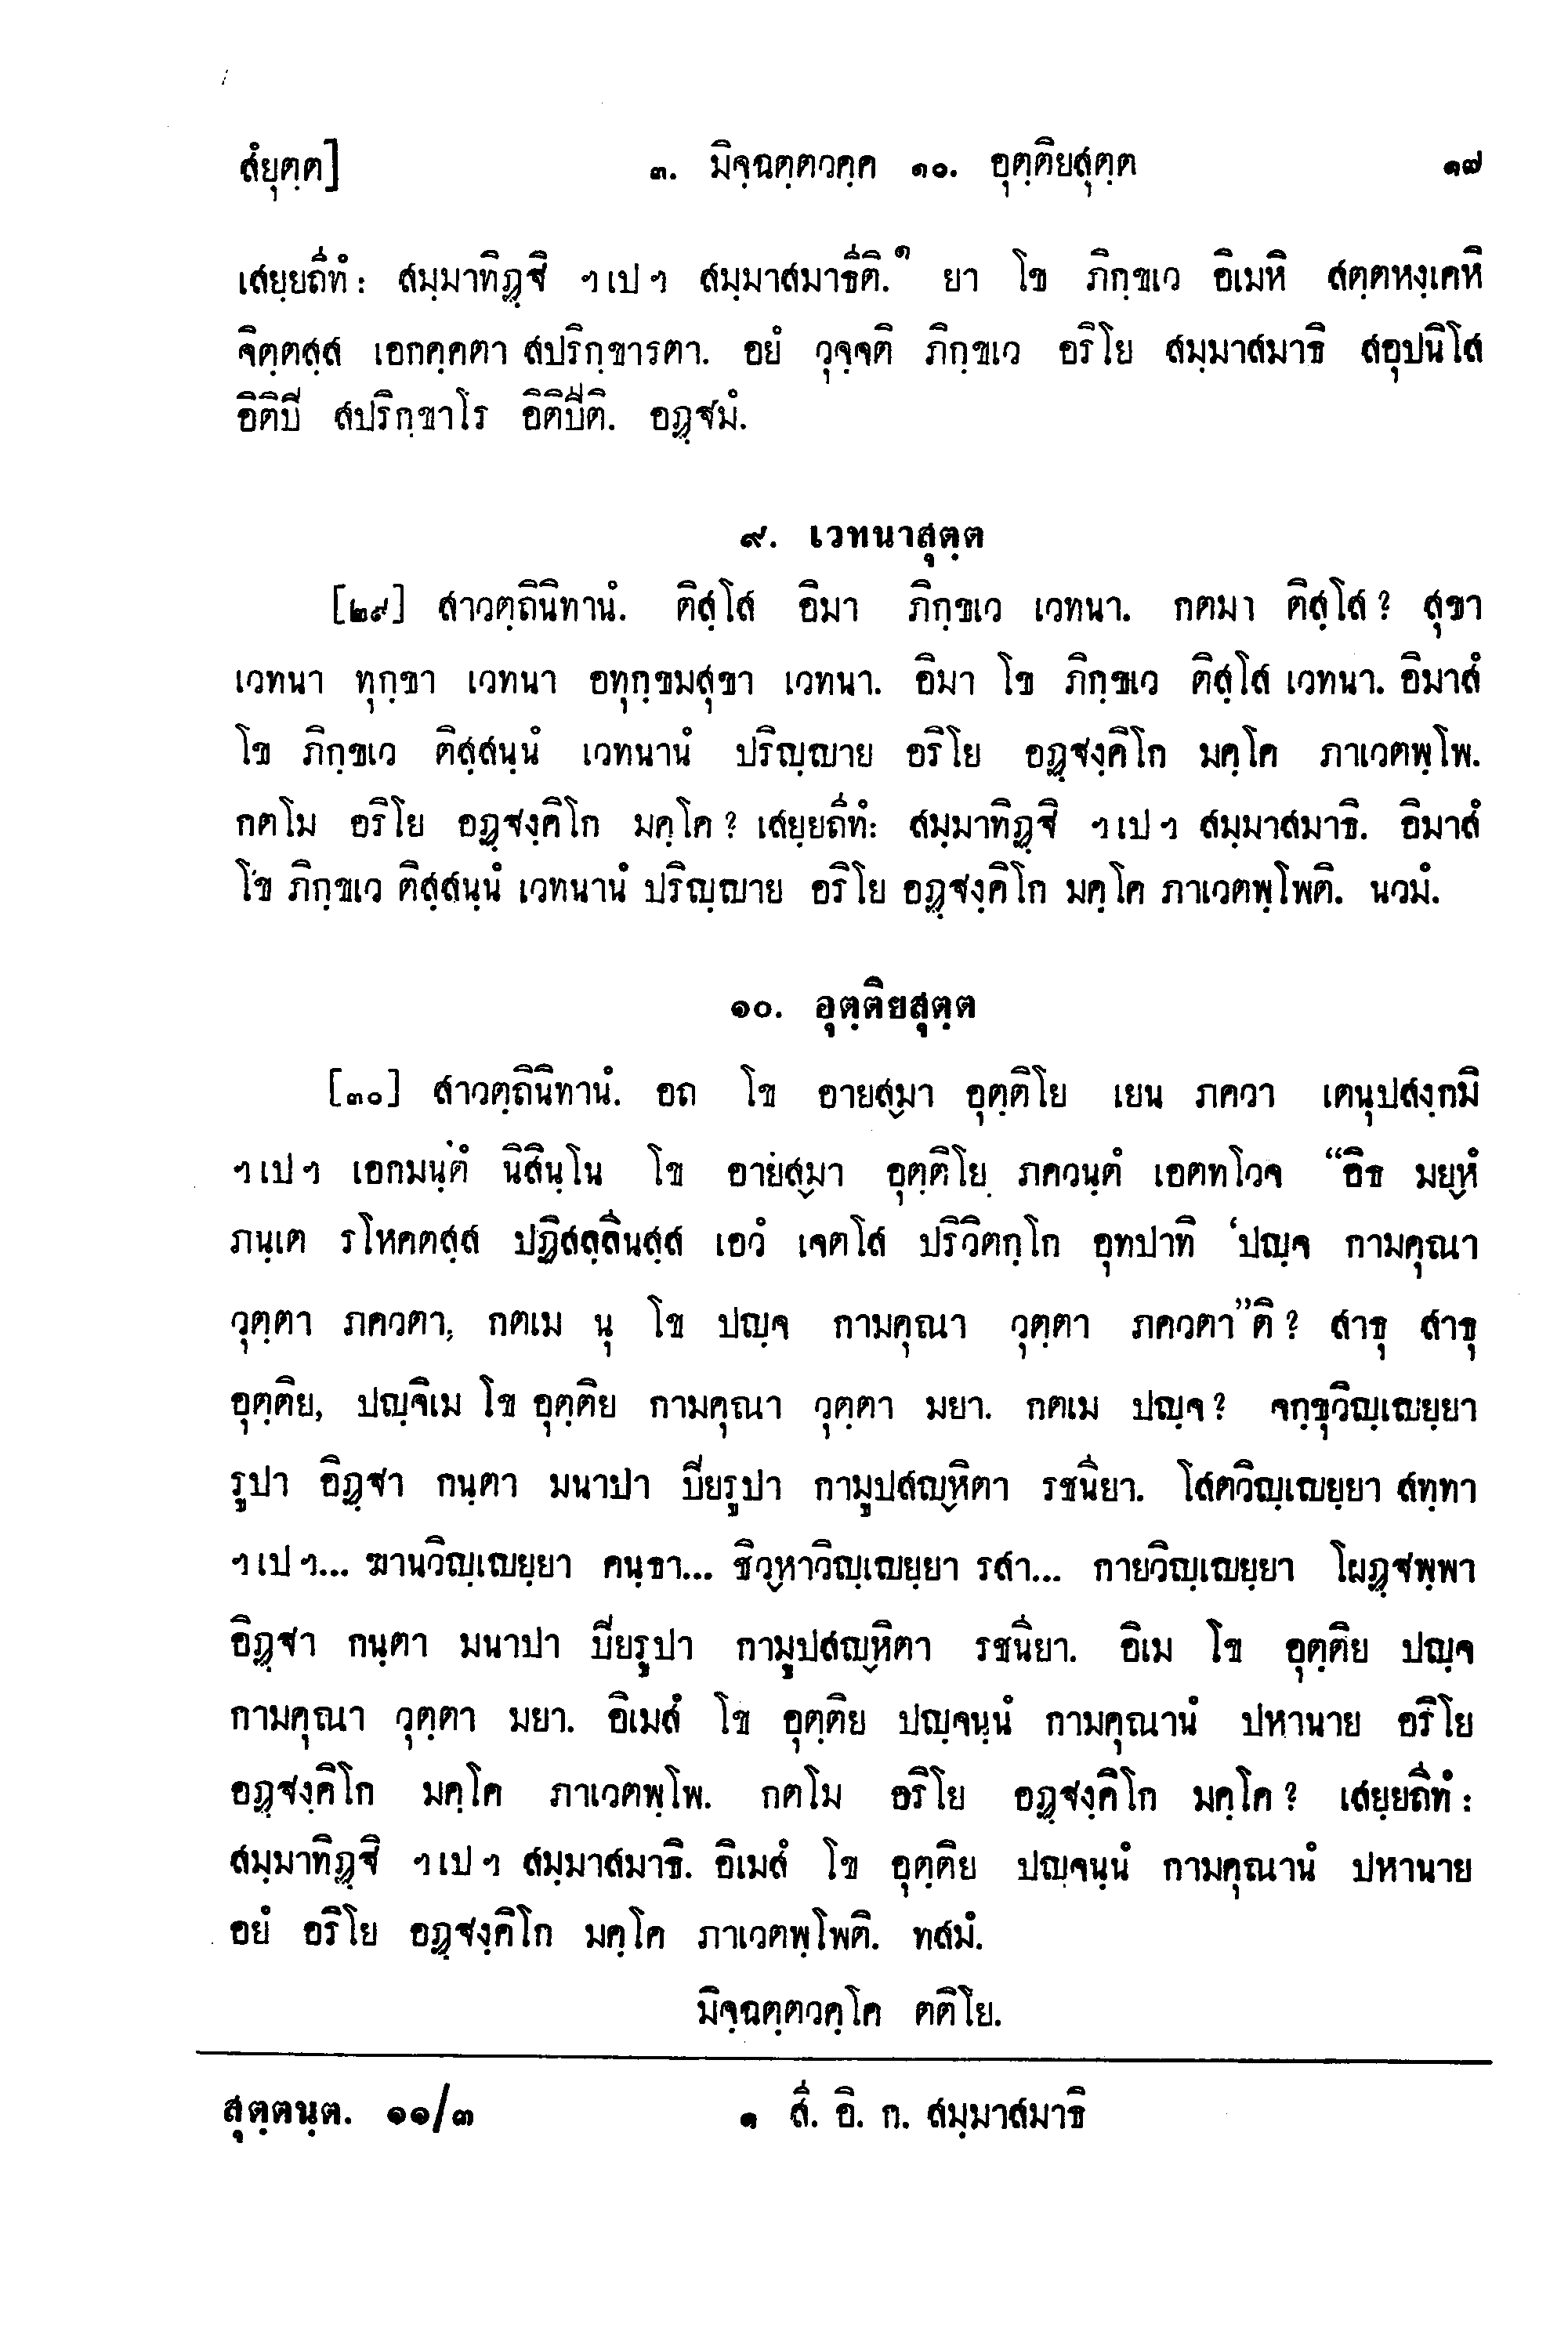 สํยุตฺต]  ๓. มิจฺฉตฺตวคฺค ๑๐. อุตฺติยสุตฺต  ๑๗
เสยฺยถีทํ: สมฺมาทิฏฺฐิ ฯเปฯ สมฺมาสมาธีติ.๑ ยา โข ภิกฺขเว อิเมหิ สตฺตหงฺเคหิ
จิตฺตสฺส เอกคฺคตา สปริกฺขารตา. อยํ วุจฺจติ ภิกฺขเว อริโย สมฺมาสมาธิ สอุปนิโส
อิติปี สปริกฺขาโร อิติปีติ. อฏฺฐมํ.
๙. เวทนาสุตฺต
[๒๙] สาวตฺถีนิทานํ. ติสฺโส อิมา ภิกฺขเว เวทนา. กตมา ติสฺโส? สุขา
เวทนา ทุกฺขา เวทนา อทุกฺขมสุขา เวทนา. อิมา โข ภิกฺขเว ติสฺโส เวทนา. อิมาสํ
โข ภิกฺขเว ติสฺสนฺนํ เวทนานํ ปริญฺญาย อริโย อฏฺฐงฺคิโก มคฺโค ภาเวตพฺโพ.
กตโม อริโย อฏฺฐงฺคิโก มคฺโค? เสยฺยถีทํ: สมฺมาทิฏฺฐิ ฯเปฯ สมฺมาสมาธิ. อิมาสํ
โข ภิกฺขเว ติสฺสนฺนํ เวทนานํ ปริญฺญาย อริโย อฏฺฐงฺคิโก มคฺโค ภาเวตพฺโพติ. นวมํ.
๑๐. อุตฺติยสุตฺต
[๓๐] สาวตฺถีนิทานํ. อถ โข อายสฺมา อุตฺติโย เยน ภควา เตนุปสงฺกมิ
ฯเปฯ เอกมนฺตํ นิสินฺโน โข อายสฺมา อุตฺติโย ภควนฺตํ เอตทโวจ “อิธ มยฺหํ
ภนฺเต รโหคตสฺส ปฏิสลฺลีนสฺส เอวํ เจตโส ปริวิตกฺโก อุทปาทิ ‘ปญฺจ กามคุณา
วุตฺตา ภควตา, กตเม นุ โข ปญฺจ กามคุณา วุตฺตา ภควตา”ติ? สาธุ สาธุ
อุตฺติย, ปญฺจิเม โข อุตฺติย กามคุณา วุตฺตา มยา. กตเม ปญฺจ? จกฺขุวิญฺเญยฺยา
รูปา อิฏฺฐา กนฺตา มนาปา ปียรูปา กามูปสญฺหิตา รชนียา. โสตวิญฺเญยฺยา สทฺทา
ฯเปฯ... ฆานวิญฺเญยฺยา คนฺธา... ชิวฺหาวิญฺเญยฺยา รสา... กายวิญฺเญยฺยา โผฏฺฐพฺพา
อิฏฺฐา กนฺตา มนาปา ปียรูปา กามูปสญฺหิตา รชนียา. อิเม โข อุตฺติย ปญฺจ
กามคุณา วุตฺตา มยา. อิเมสํ โข อุตฺติย ปญฺจนฺนํ กามคุณานํ ปหานาย อริโย
อฏฺฐงฺคิโก มคฺโค ภาเวตพฺโพ. กตโม อริโย อฏฺฐงฺคิโก มคฺโค? เสยฺยถีทํ:
สมฺมาทิฏฺฐิ ฯเปฯ สมฺมาสมาธิ. อิเมสํ โข อุตฺติย ปญฺจนฺนํ กามคุณานํ ปหานาย
อยํ อริโย อฏฺฐงฺคิโก มคฺโค ภาเวตพฺโพติ. ทสมํ.
มิจฺฉตฺตวคฺโค ตติโย.
สุตฺตนฺต. ๑๑/๓  ๑ สี. อิ. ก. สมฺมาสมาธิ